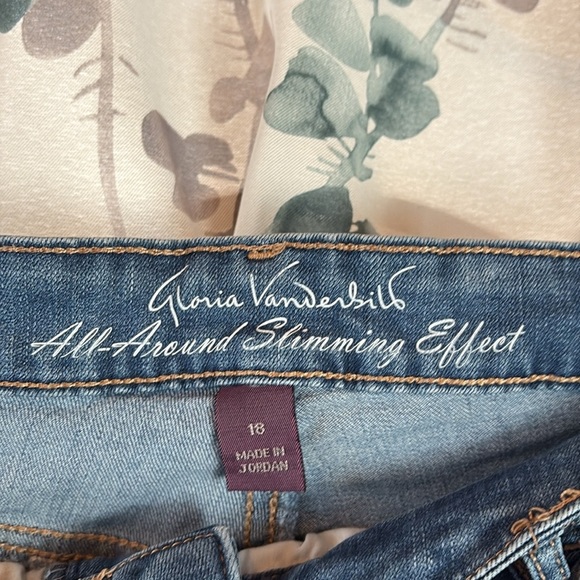 Gloria Vanderbilt
All-Around Slimming Effect
18
MADE IN
JORDAN